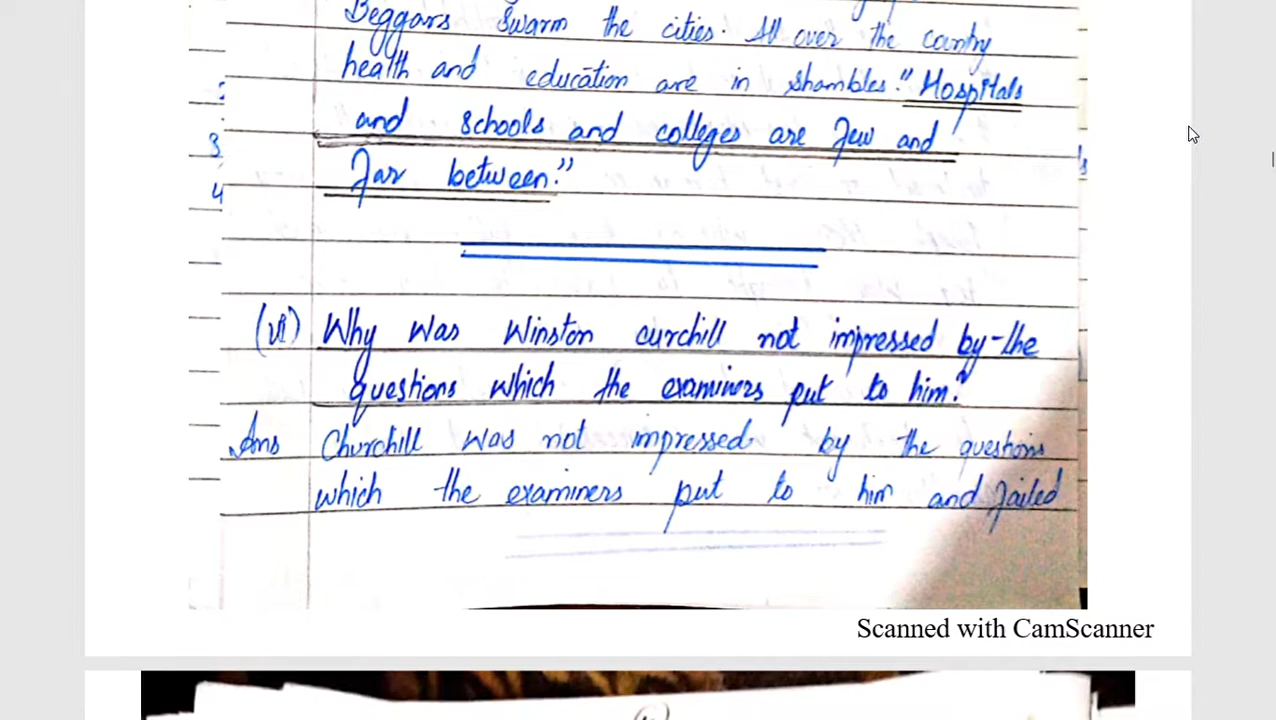 Beggars swarm the cities. All over the country
health and education are in shambles." Hospitals
3 and schools and colleges are few and
4 far between."
(vi) Why was Winston curchill not impressed by the
questions which the examiners put to him?
Ans Churchill was not impressed by the questions
which the examiners put to him and failed
Scanned with CamScanner